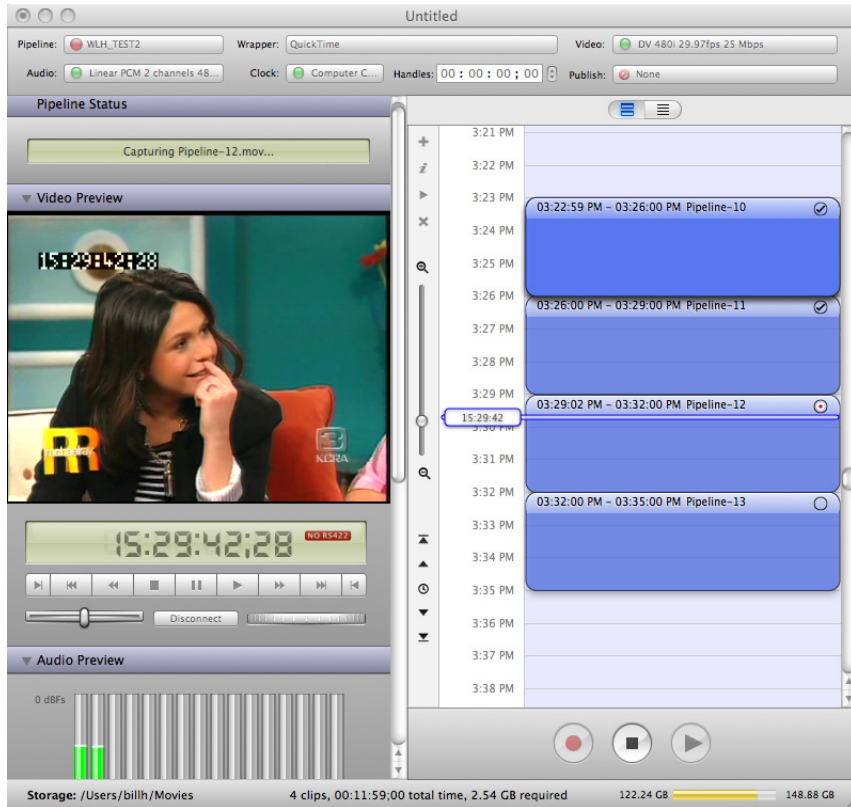 Untitled
Pipeline: WLH_TEST2 Wrapper: QuickTime Video: DV 480i 29.97fps 25 Mbps
Audio: Linear PCM 2 channels 48... Clock: Computer C... Handles: 00 : 00 : 00 ; 00 Publish: None
Pipeline Status
Capturing Pipeline-12.mov...
Video Preview
15:29:42:28
3
KCRA
15:29:42;28
NO RS422
Disconnect
Audio Preview
0 dBFs
3:21 PM
3:22 PM
3:23 PM
03:22:59 PM - 03:26:00 PM Pipeline-10
3:24 PM
3:25 PM
3:26 PM
03:26:00 PM - 03:29:00 PM Pipeline-11
3:27 PM
3:28 PM
3:29 PM
03:29:02 PM - 03:32:00 PM Pipeline-12
15:29:42
3:30 PM
3:31 PM
3:32 PM
03:32:00 PM - 03:35:00 PM Pipeline-13
3:33 PM
3:34 PM
3:35 PM
3:36 PM
3:37 PM
3:38 PM
Storage: /Users/billh/Movies 4 clips, 00:11:59;00 total time, 2.54 GB required 122.24 GB 148.88 GB